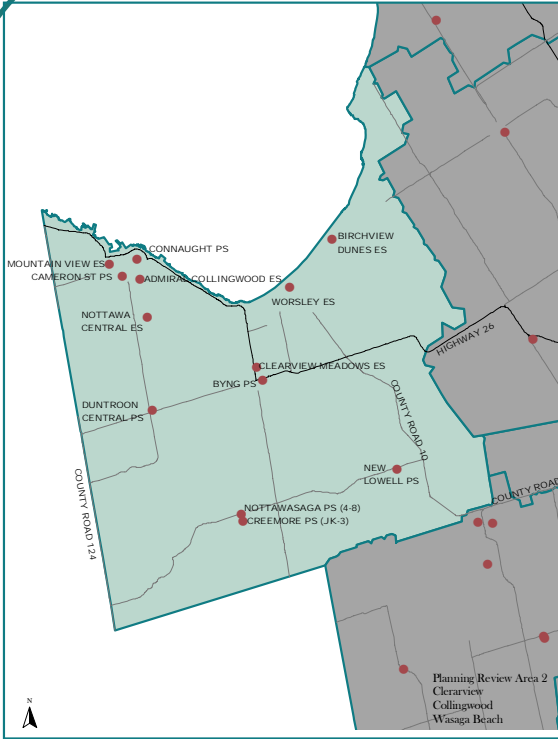 BIRCHVIEW
DUNES ES
CONNAUGHT PS
MOUNTAIN VIEW ES
CAMERON ST PS
ADMIRAL COLLINGWOOD ES
WORSLEY ES
NOTTAWA
CENTRAL ES
HIGHWAY 26
CLEARVIEW MEADOWS ES
BYNG PS
DUNTROON
CENTRAL PS
COUNTY ROAD 10
NEW
LOWELL PS
COUNTY ROAD 124
COUNTY ROAD
NOTTAWASAGA PS (4-8)
CREEMORE PS (JK-3)
Planning Review Area 2
Clerarview
Collingwood
Wasaga Beach
N